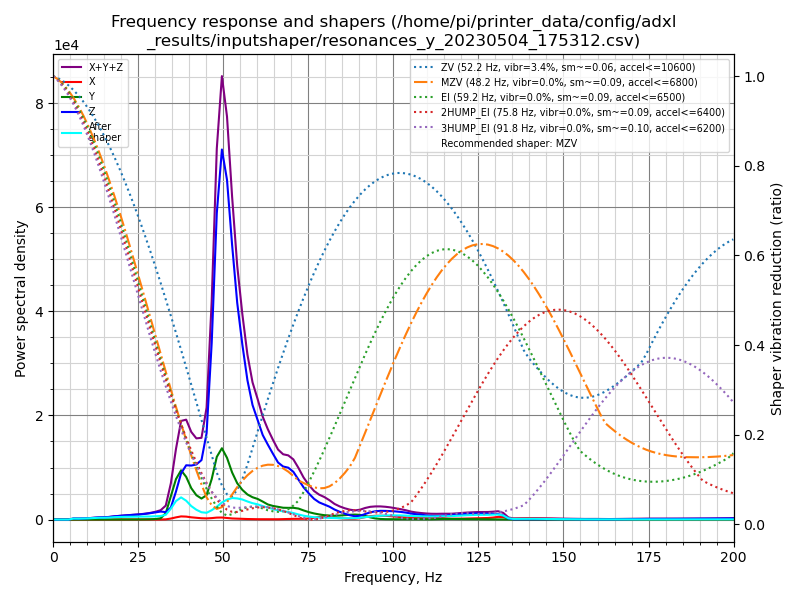 Frequency response and shapers (/home/pi/printer_data/config/adxl
_results/inputshaper/resonances_y_20230504_175312.csv)
1e4
X+Y+Z
X
Y
Z
After
shaper
ZV (52.2 Hz, vibr=3.4%, sm~=0.06, accel<=10600)
MZV (48.2 Hz, vibr=0.0%, sm~=0.09, accel<=6800)
EI (59.2 Hz, vibr=0.0%, sm~=0.09, accel<=6500)
2HUMP_EI (75.8 Hz, vibr=0.0%, sm~=0.09, accel<=6400)
3HUMP_EI (91.8 Hz, vibr=0.0%, sm~=0.10, accel<=6200)
Recommended shaper: MZV
8
6
4
2
0
Power spectral density
1.0
0.8
0.6
0.4
0.2
0.0
Shaper vibration reduction (ratio)
0 25 50 75 100 125 150 175 200
Frequency, Hz